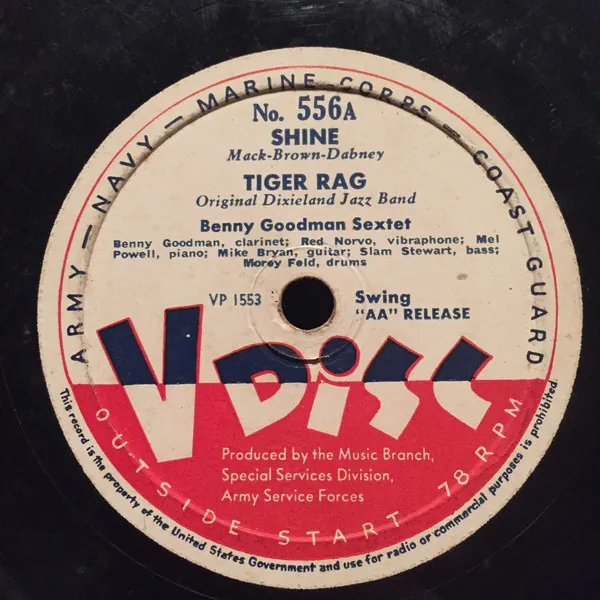 ARMY — NAVY — MARINE CORPS — COAST GUARD
No. 556A
SHINE
Mack-Brown-Dabney
TIGER RAG
Original Dixieland Jazz Band
Benny Goodman Sextet
Benny Goodman, clarinet; Red Norvo, vibraphone; Mel
Powell, piano; Mike Bryan, guitar; Slam Stewart, bass;
Morey Feld, drums
VP 1553
Swing
"AA" RELEASE
V DiSC
Produced by the Music Branch,
Special Services Division,
Army Service Forces
OUTSIDE START 78 RPM
This record is the property of the United States Government and use for radio or commercial purposes is prohibited.